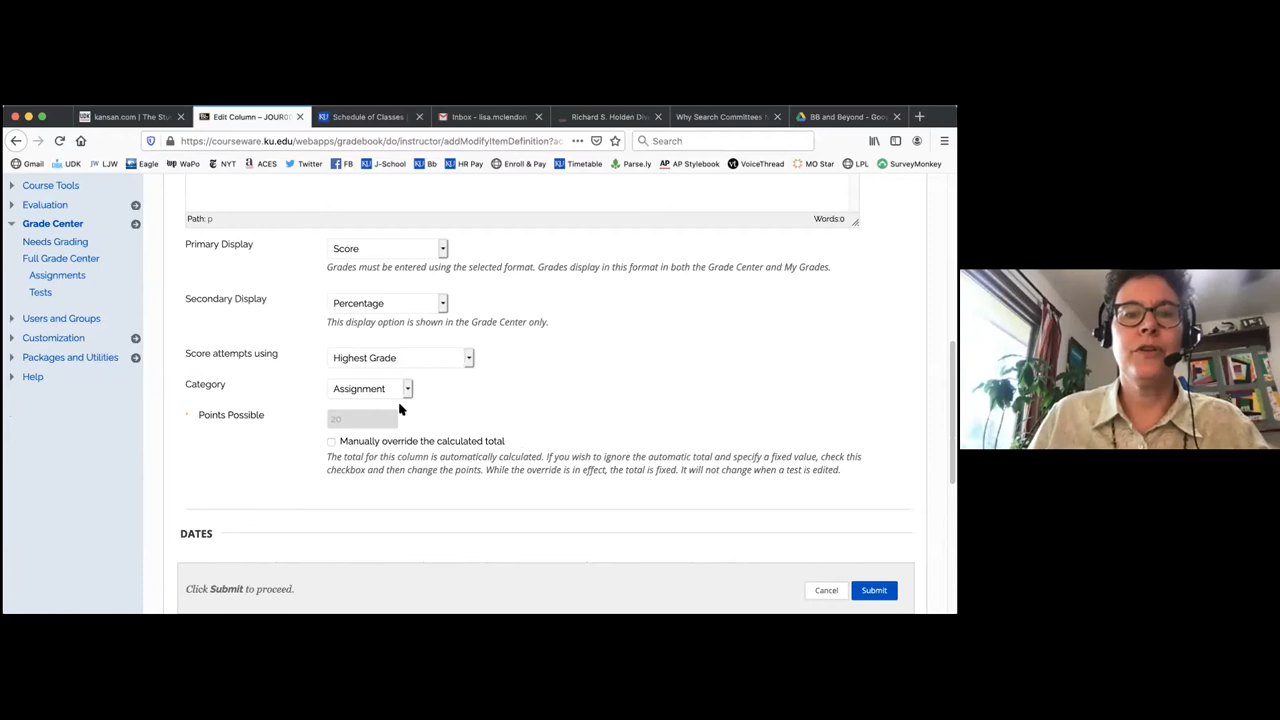 kansan.com | The Stu
Edit Column – JOUR0
Schedule of Classes
Inbox - lisa.mclendon
Richard S. Holden Div
Why Search Committees M
BB and Beyond - Goo
https://courseware.ku.edu/webapps/gradebook/do/instructor/addModifyItemDefinition?ac
Search
Gmail
UDK
LJW
Eagle
WaPo
NYT
ACES
Twitter
FB
J-School
Bb
HR Pay
Enroll & Pay
Timetable
Parse.ly
AP Stylebook
VoiceThread
MO Star
LPL
SurveyMonkey
Course Tools
Evaluation
Grade Center
Needs Grading
Full Grade Center
Assignments
Tests
Users and Groups
Customization
Packages and Utilities
Help
Path: p
Words:0
Primary Display
Score
Grades must be entered using the selected format. Grades display in this format in both the Grade Center and My Grades.
Secondary Display
Percentage
This display option is shown in the Grade Center only.
Score attempts using
Highest Grade
Category
Assignment
Points Possible
20
Manually override the calculated total
The total for this column is automatically calculated. If you wish to ignore the automatic total and specify a fixed value, check this
checkbox and then change the points. While the override is in effect, the total is fixed. It will not change when a test is edited.
DATES
Click Submit to proceed.
Cancel
Submit